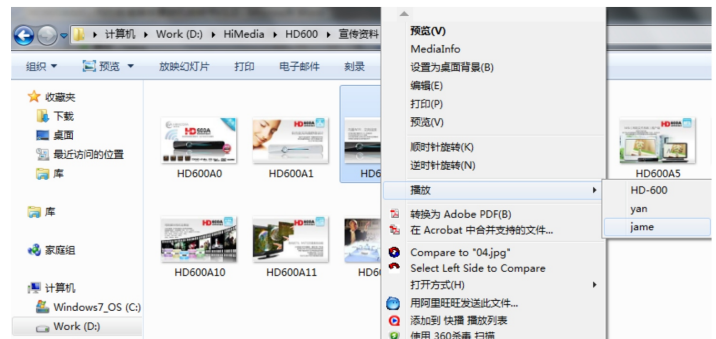 计算机 ▸ Work (D:) ▸ HiMedia ▸ HD600 ▸ 宣传资料
组织 ▼ 预览 ▼ 放映幻灯片 打印 电子邮件 刻录
收藏夹
下载
桌面
最近访问的位置
库
库
家庭组
计算机
Windows7_OS (C:)
Work (D:)
HD600A0
HD600A1
HD6
HD600A5
HD600A10
HD600A11
HD60
预览(V)
MediaInfo
设置为桌面背景(B)
编辑(E)
打印(P)
预览(V)
顺时针旋转(K)
逆时针旋转(N)
播放
转换为 Adobe PDF(B)
在 Acrobat 中合并支持的文件...
Compare to "04.jpg"
Select Left Side to Compare
打开方式(H)
用阿里旺旺发送此文件...
添加到 快播 播放列表
使用 360杀毒 扫描
HD-600
yan
jame